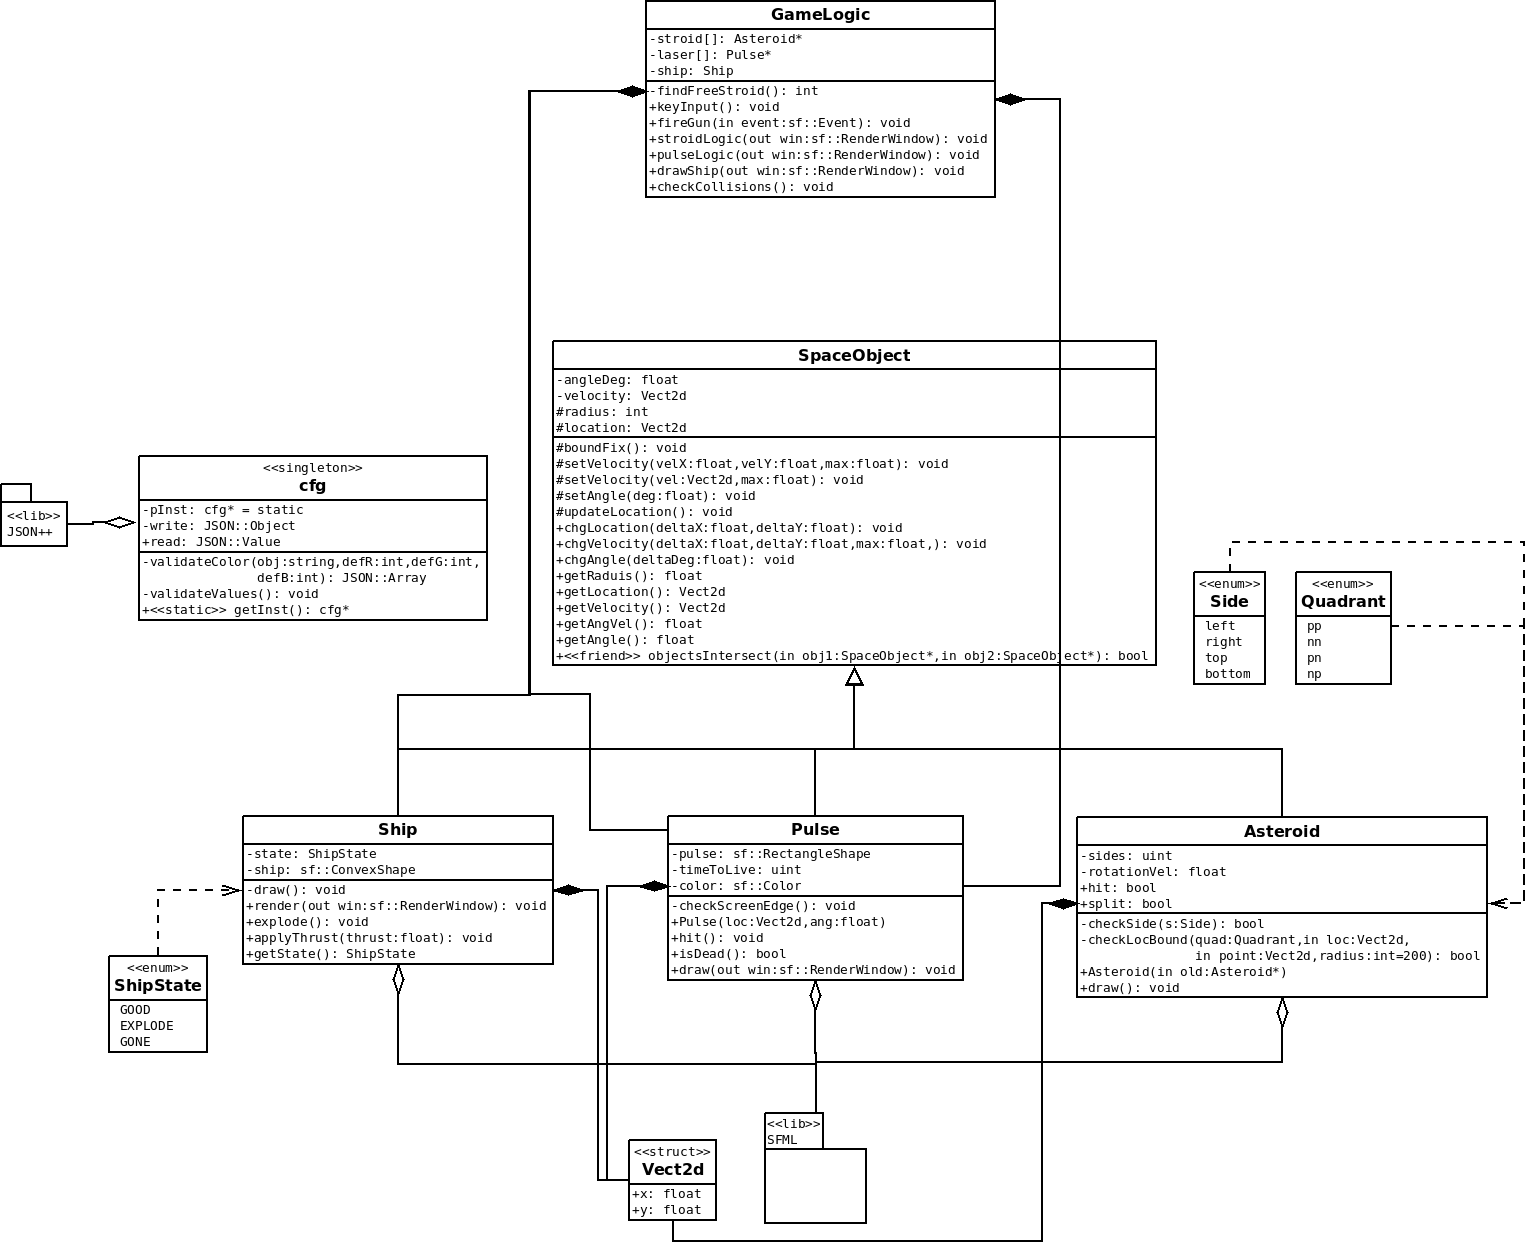 GameLogic
-stroid[]: Asteroid*
-laser[]: Pulse*
-ship: Ship
-findFreeStroid(): int
+keyInput(): void
+fireGun(in event:sf::Event): void
+stroidLogic(out win:sf::RenderWindow): void
+pulseLogic(out win:sf::RenderWindow): void
+drawShip(out win:sf::RenderWindow): void
+checkCollisions(): void
SpaceObject
-angleDeg: float
-velocity: Vect2d
#radius: int
#location: Vect2d
#boundFix(): void
#setVelocity(velX:float,velY:float,max:float): void
#setVelocity(vel:Vect2d,max:float): void
#setAngle(deg:float): void
#updateLocation(): void
+chgLocation(deltaX:float,deltaY:float): void
+chgVelocity(deltaX:float,deltaY:float,max:float,): void
+chgAngle(deltaDeg:float): void
+getRaduis(): float
+getLocation(): Vect2d
+getVelocity(): Vect2d
+getAngVel(): float
+getAngle(): float
+<<friend>> objectsIntersect(in obj1:SpaceObject*,in obj2:SpaceObject*): bool
<<lib>>
JSON++
<<singleton>>
cfg
-pInst: cfg* = static
-write: JSON::Object
+read: JSON::Value
-validateColor(obj:string,defR:int,defG:int,
defB:int): JSON::Array
-validateValues(): void
+<<static>> getInst(): cfg*
<<enum>>
Side
left
right
top
bottom
<<enum>>
Quadrant
pp
nn
pn
np
Ship
-state: ShipState
-ship: sf::ConvexShape
-draw(): void
+render(out win:sf::RenderWindow): void
+explode(): void
+applyThrust(thrust:float): void
+getState(): ShipState
Pulse
-pulse: sf::RectangleShape
-timeToLive: uint
-color: sf::Color
-checkScreenEdge(): void
+Pulse(loc:Vect2d,ang:float)
+hit(): void
+isDead(): bool
+draw(out win:sf::RenderWindow): void
Asteroid
-sides: uint
-rotationVel: float
+hit: bool
+split: bool
-checkSide(s:Side): bool
-checkLocBound(quad:Quadrant,in loc:Vect2d,
in point:Vect2d,radius:int=200): bool
+Asteroid(in old:Asteroid*)
+draw(): void
<<enum>>
ShipState
GOOD
EXPLODE
GONE
<<struct>>
Vect2d
+x: float
+y: float
<<lib>>
SFML